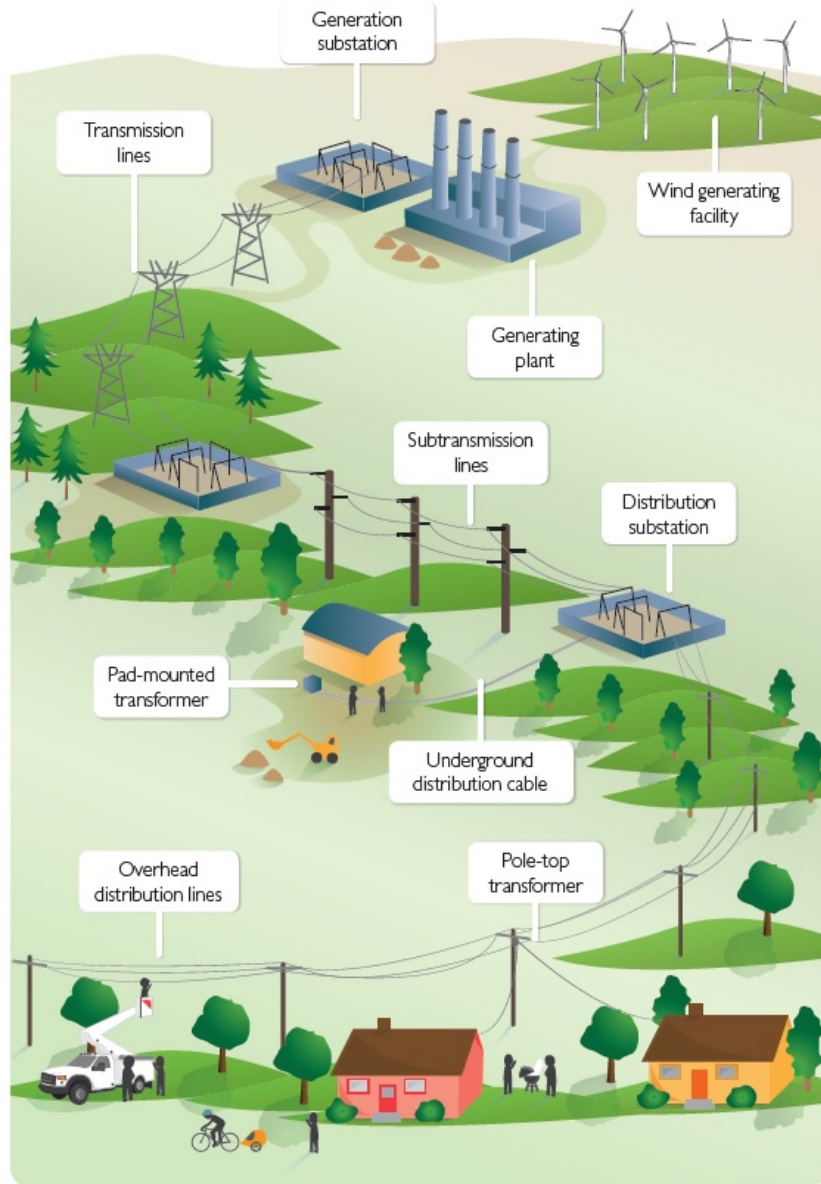 Generation
substation
Transmission
lines
Wind generating
facility
Generating
plant
Subtransmission
lines
Distribution
substation
Pad-mounted
transformer
Underground
distribution cable
Overhead
distribution lines
Pole-top
transformer